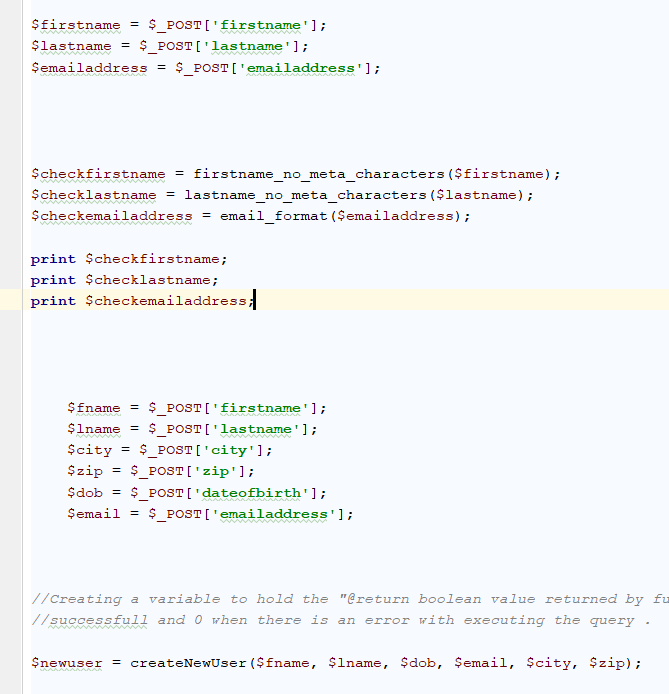 $firstname = $_POST['firstname'];
$lastname = $_POST['lastname'];
$emailaddress = $_POST['emailaddress'];
$checkfirstname = firstname_no_meta_characters($firstname);
$checklastname = lastname_no_meta_characters($lastname);
$checkemailaddress = email_format($emailaddress);
print $checkfirstname;
print $checklastname;
print $checkemailaddress;
$fname = $_POST['firstname'];
$lname = $_POST['lastname'];
$city = $_POST['city'];
$zip = $_POST['zip'];
$dob = $_POST['dateofbirth'];
$email = $_POST['emailaddress'];
//Creating a variable to hold the "@return boolean value returned by fu
//successfull and 0 when there is an error with executing the query .
$newuser = createNewUser($fname, $lname, $dob, $email, $city, $zip);